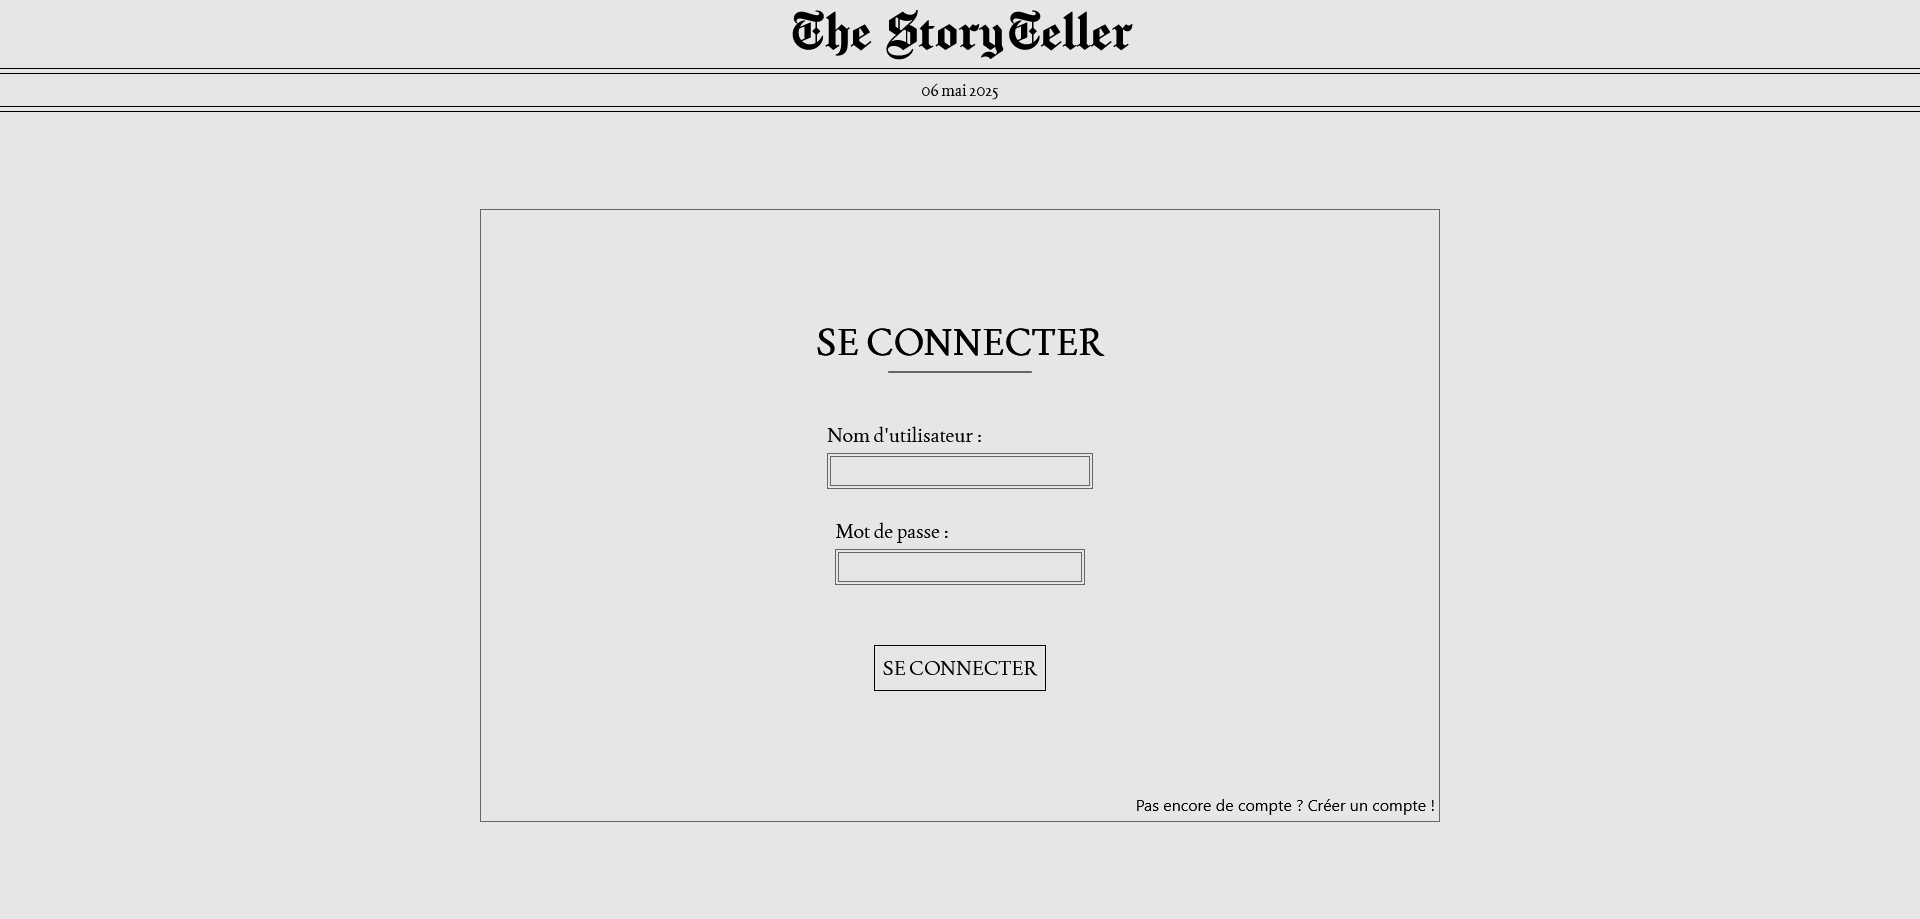 The StoryTeller
06 mai 2025
SE CONNECTER
Nom d'utilisateur :
Mot de passe :
SE CONNECTER
Pas encore de compte ? Créer un compte !